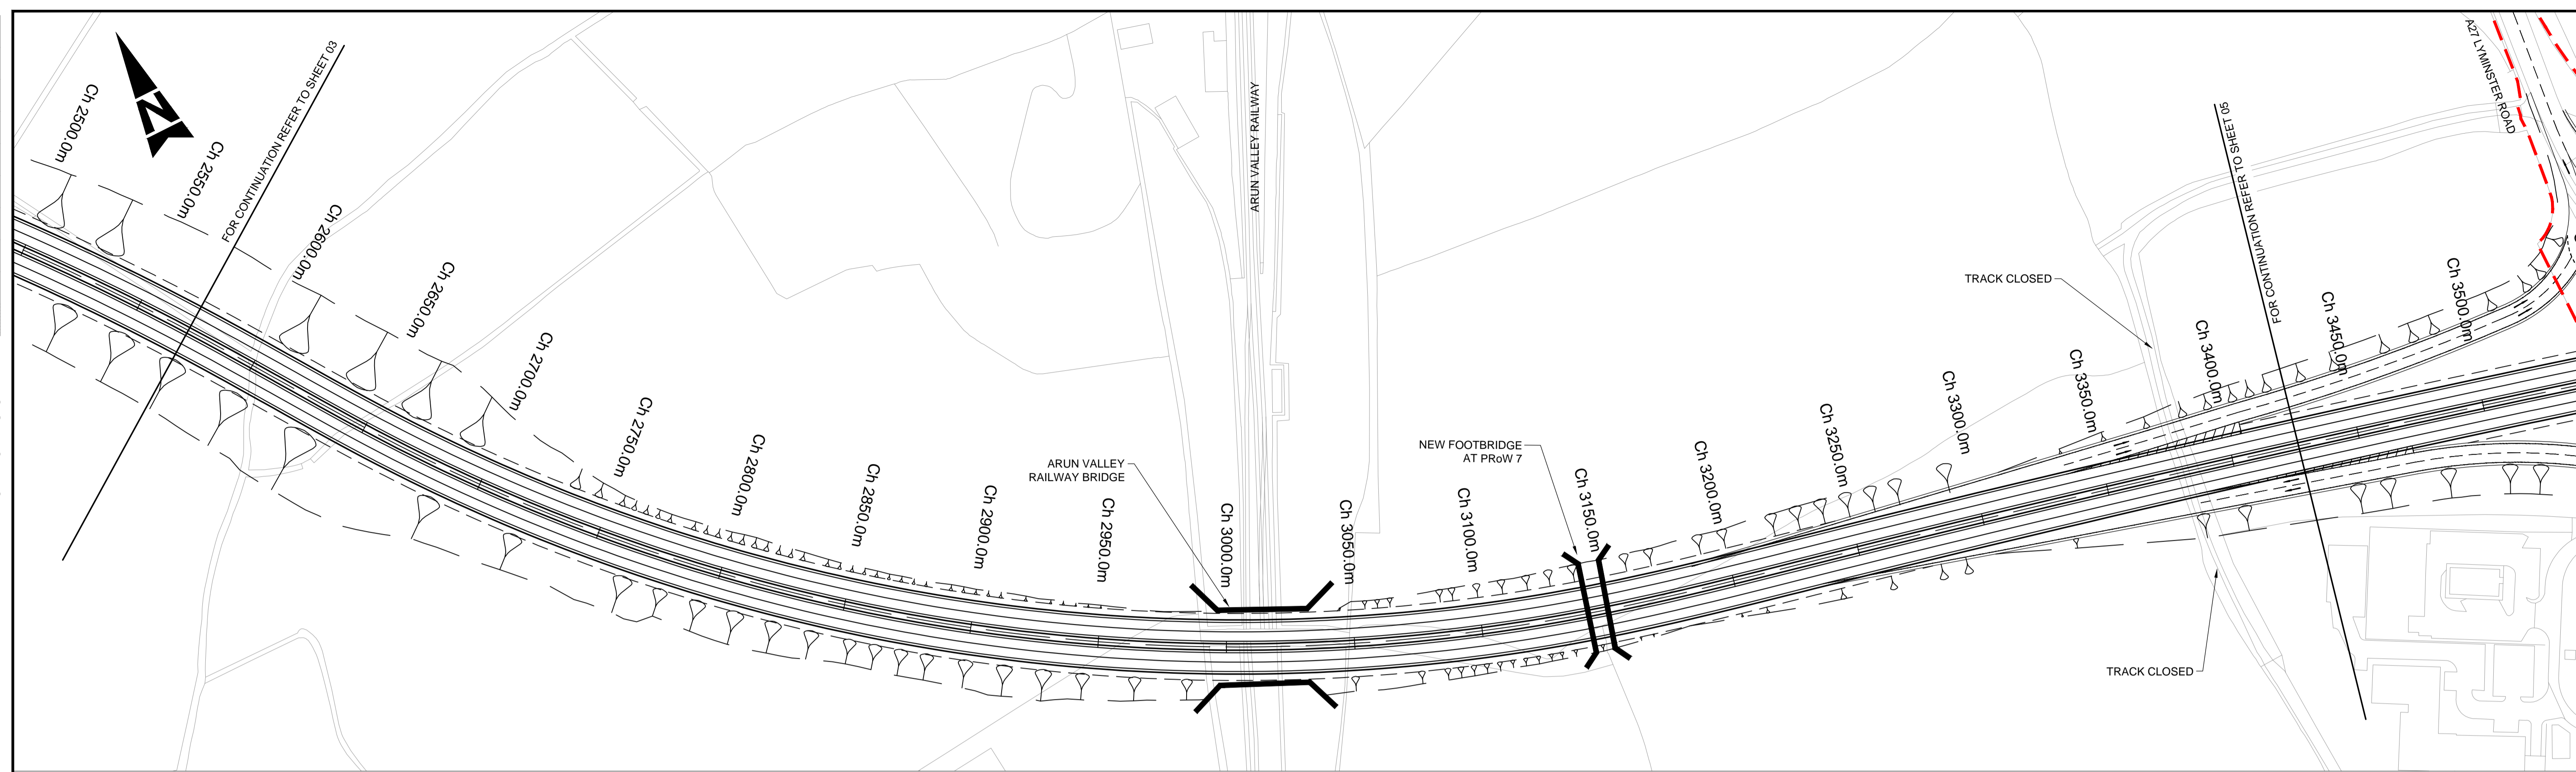 Ch 2500.0m
Ch 2550.0m
FOR CONTINUATION REFER TO SHEET 03
N
Ch 2600.0m
Ch 2650.0m
Ch 2700.0m
Ch 2750.0m
Ch 2800.0m
Ch 2850.0m
Ch 2900.0m
Ch 2950.0m
ARUN VALLEY
RAILWAY BRIDGE
Ch 3000.0m
ARUN VALLEY RAILWAY
Ch 3050.0m
Ch 3100.0m
NEW FOOTBRIDGE
AT PRoW 7
Ch 3150.0m
Ch 3200.0m
Ch 3250.0m
Ch 3300.0m
Ch 3350.0m
TRACK CLOSED
Ch 3400.0m
FOR CONTINUATION REFER TO SHEET 05
Ch 3450.0m
Ch 3500.0m
A27 LYMINSTER ROAD
TRACK CLOSED